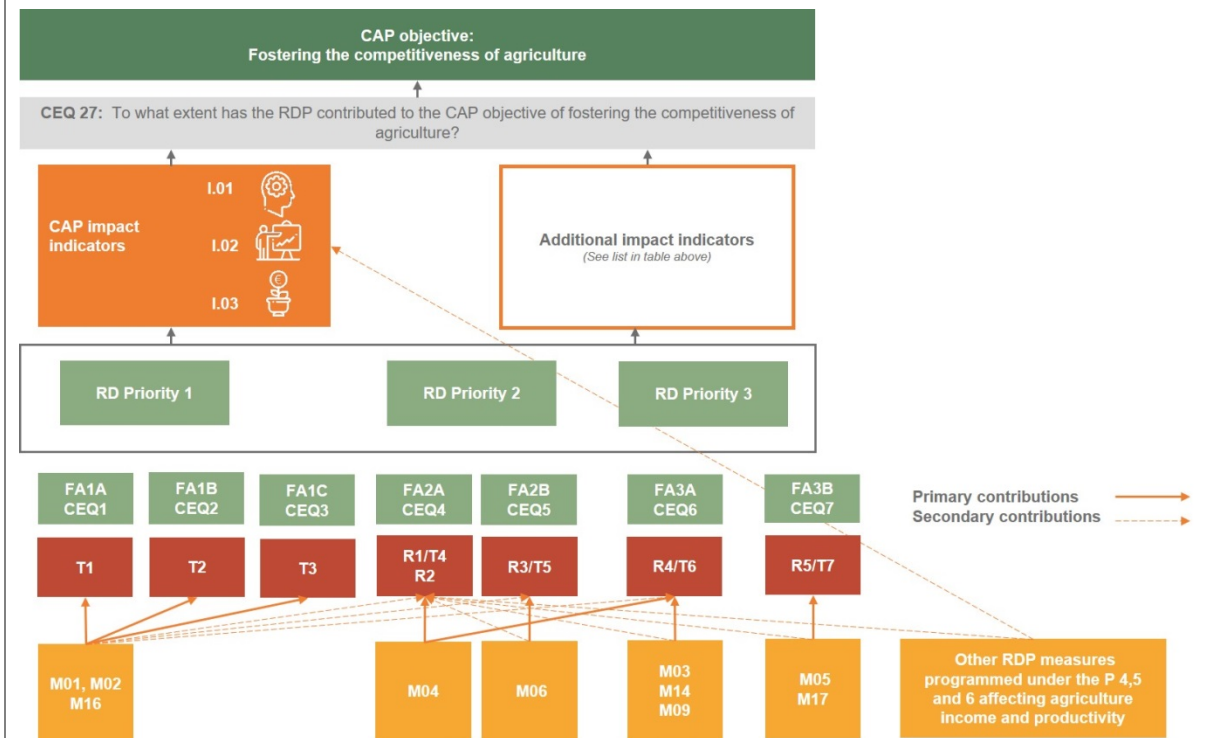 CAP objective:
Fostering the competitiveness of agriculture
CEQ 27: To what extent has the RDP contributed to the CAP objective of fostering the competitiveness of
agriculture?
CAP impact
indicators
I.01
I.02
I.03
€
Additional impact indicators
(See list in table above)
RD Priority 1
RD Priority 2
RD Priority 3
FA1A
CEQ1
FA1B
CEQ2
FA1C
CEQ3
FA2A
CEQ4
FA2B
CEQ5
FA3A
CEQ6
FA3B
CEQ7
Primary contributions
Secondary contributions
T1
T2
T3
R1/T4
R2
R3/T5
R4/T6
R5/T7
M01, M02
M16
M04
M06
M03
M14
M09
M05
M17
Other RDP measures
programmed under the P 4,5
and 6 affecting agriculture
income and productivity